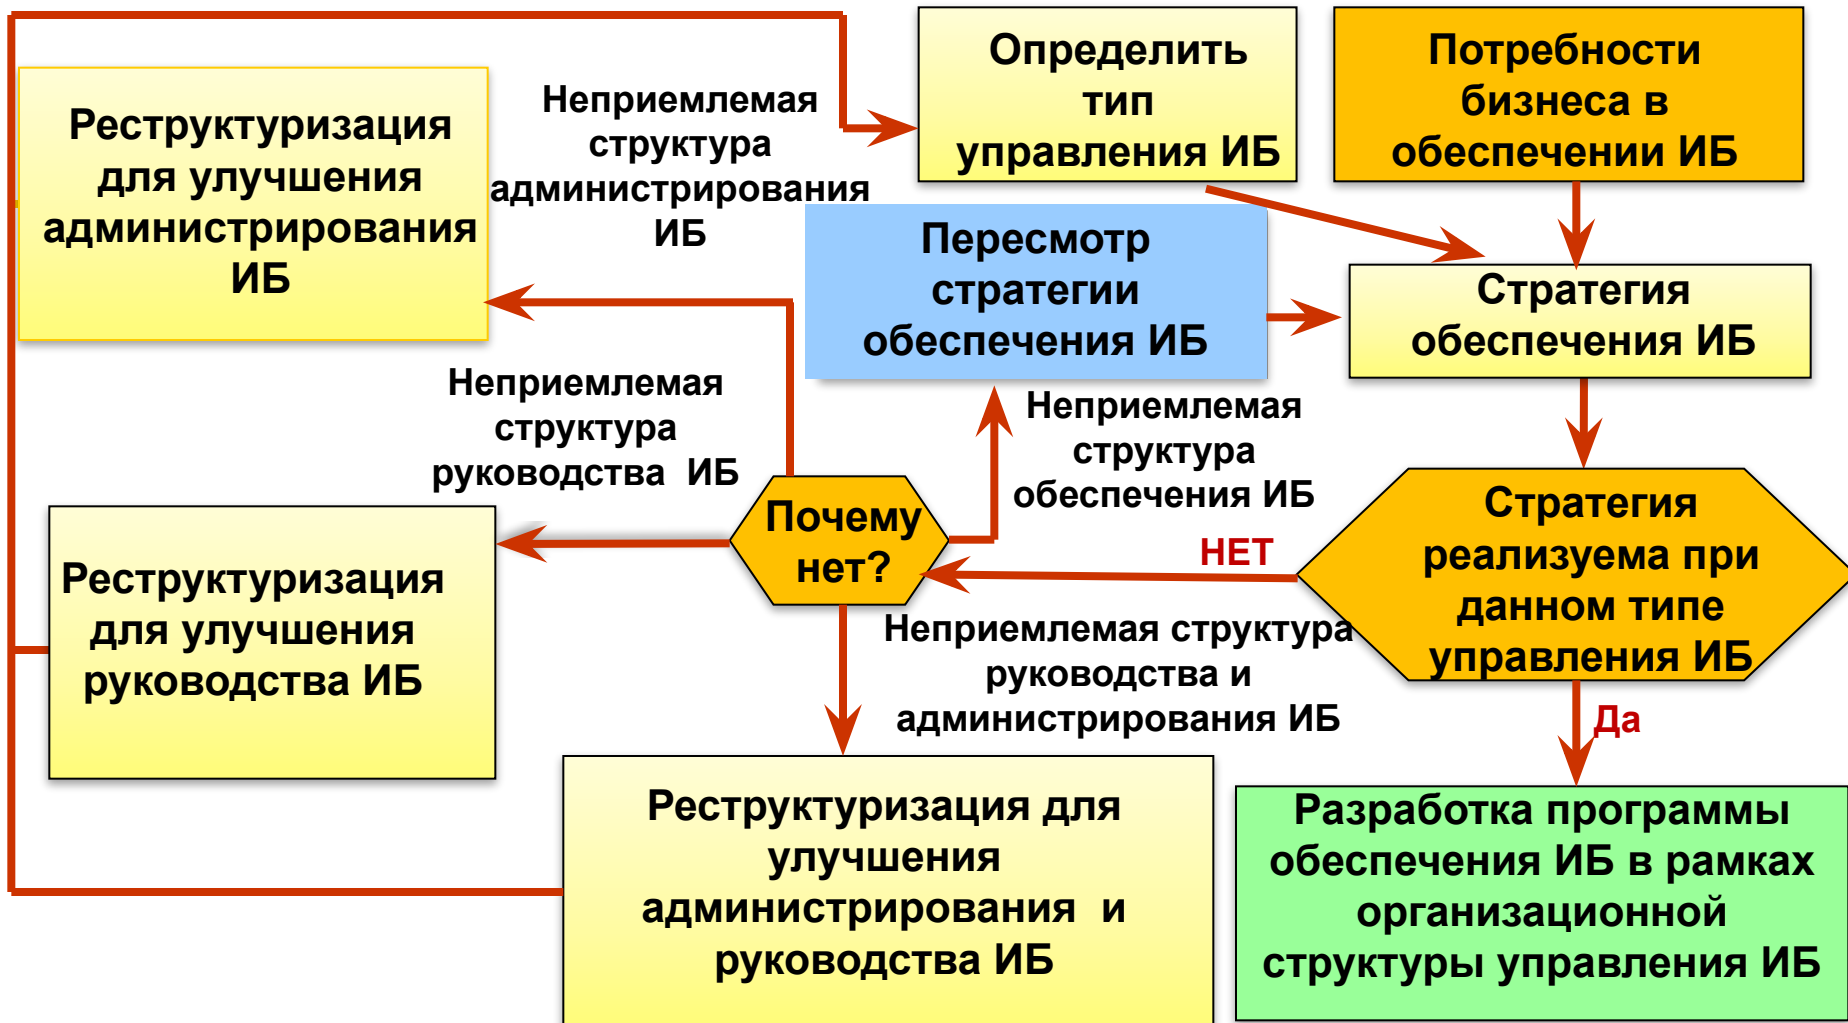 Определить
тип
управления ИБ
Потребности
бизнеса в
обеспечении ИБ
Реструктуризация
для улучшения
администрирования
ИБ
Неприемлемая
структура
администрирования
ИБ
Пересмотр
стратегии
обеспечения ИБ
Стратегия
обеспечения ИБ
Неприемлемая
структура
руководства ИБ
Неприемлемая
структура
обеспечения ИБ
Почему
нет?
НЕТ
Стратегия
реализуема при
данном типе
управления ИБ
Реструктуризация
для улучшения
руководства ИБ
Неприемлемая структура
руководства и
администрирования ИБ
Да
Реструктуризация для
улучшения
администрирования и
руководства ИБ
Разработка программы
обеспечения ИБ в рамках
организационной
структуры управления ИБ